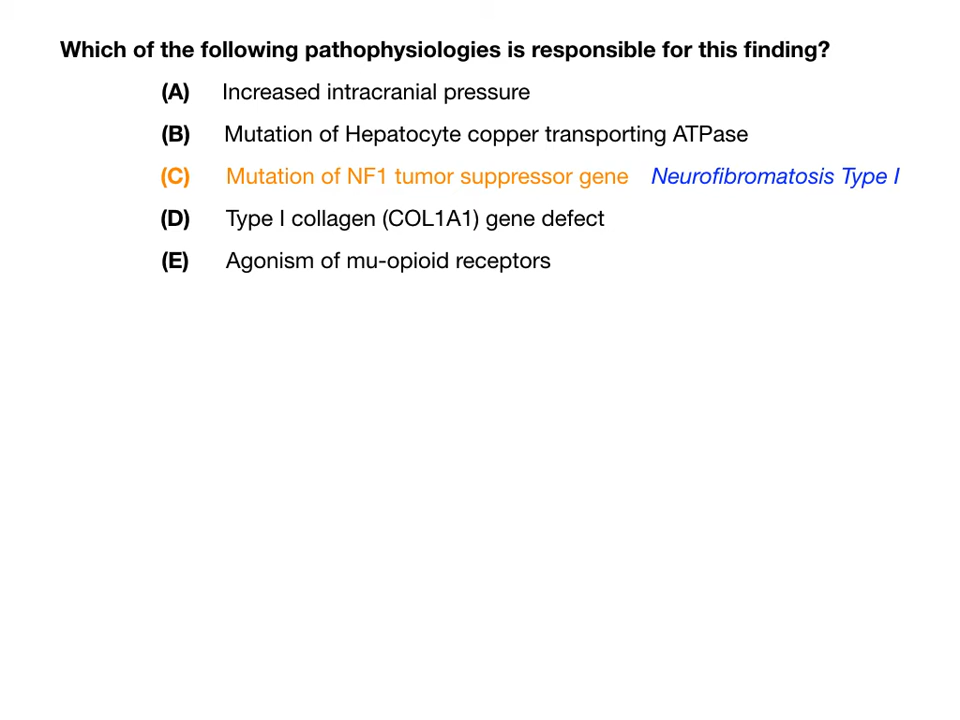 Which of the following pathophysiologies is responsible for this finding?
(A) Increased intracranial pressure
(B) Mutation of Hepatocyte copper transporting ATPase
(C) Mutation of NF1 tumor suppressor gene Neurofibromatosis Type I
(D) Type I collagen (COL1A1) gene defect
(E) Agonism of mu-opioid receptors